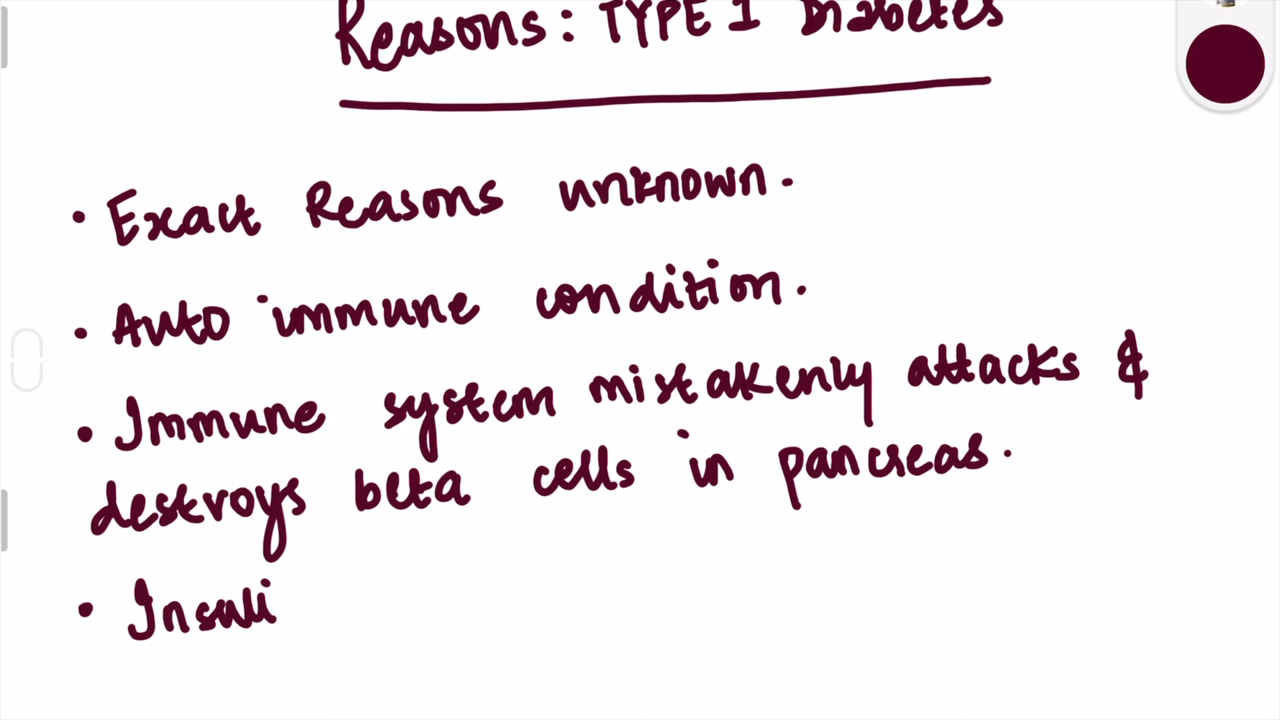 Reasons: TYPE 1 Diabetes
• Exact Reasons unknown.
• Auto immune condition.
• Immune system mistakenly attacks &
destroys beta cells in pancreas.
• Insuli